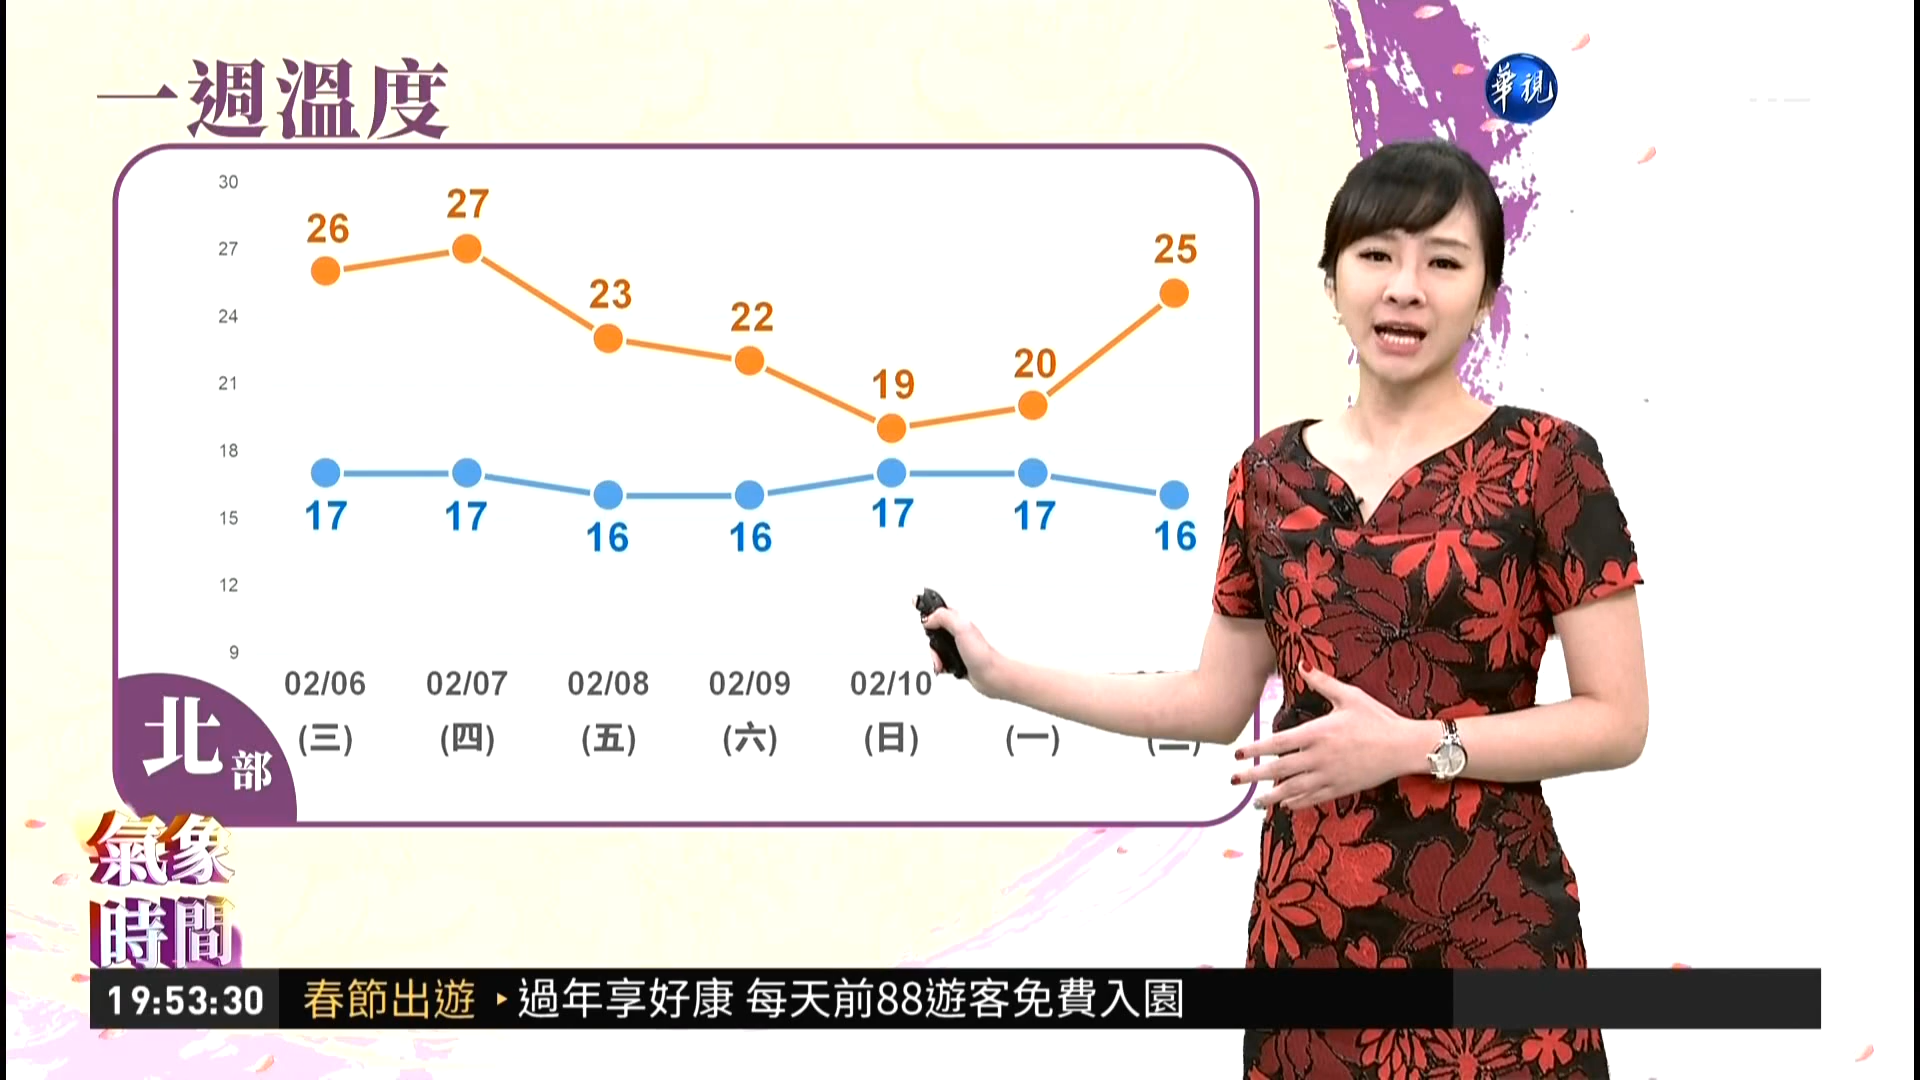 一週溫度
華視
30
27
24
21
18
15
12
9
26
27
23
22
19
20
25
17
17
16
16
17
17
16
02/06
02/07
02/08
02/09
02/10
(三)
(四)
(五)
(六)
(日)
(一)
北部
氣象
時間
19:53:30
春節出遊 ▸ 過年享好康 每天前88遊客免費入園